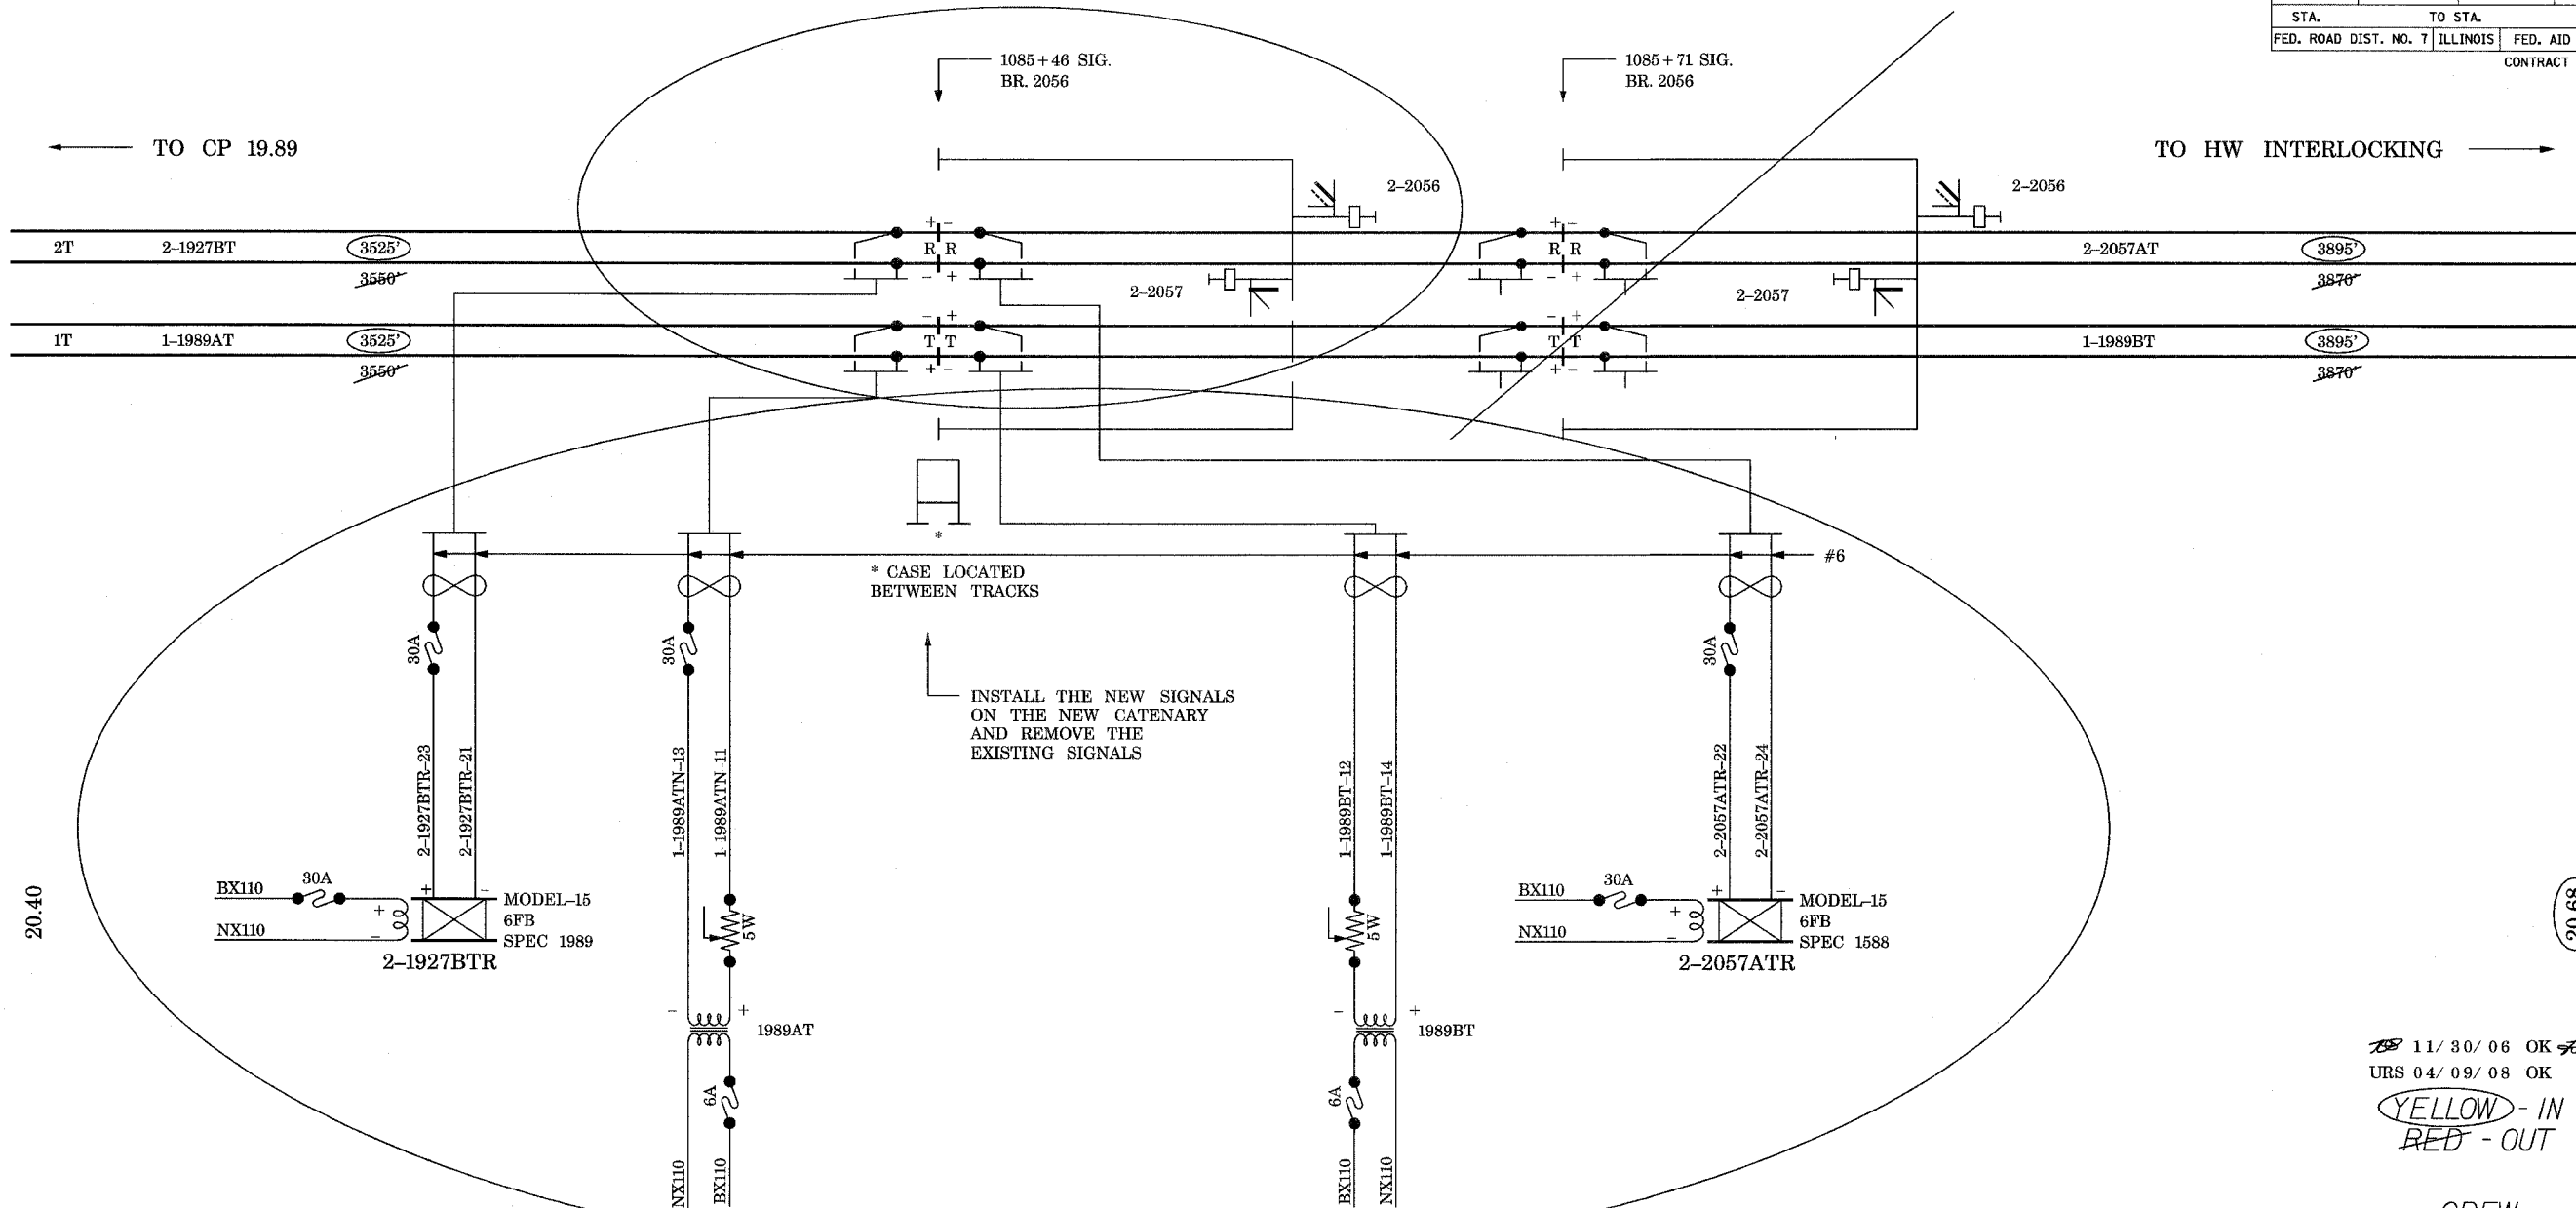 STA. TO STA.
FED. ROAD DIST. NO. 7 ILLINOIS FED. AID
CONTRACT
1085+46 SIG.
BR. 2056
1085+71 SIG.
BR. 2056
TO CP 19.89
TO HW INTERLOCKING
2-2056
2-2056
+ -
+ -
2T 2-1927BT 3525'
R R
R R
2-2057AT 3895'
3550'
- +
- +
3870'
2-2057
2-2057
- +
- +
1T 1-1989AT 3525'
T T
T T
1-1989BT 3895'
3550'
+ -
+ -
3870'
*
#6
* CASE LOCATED
BETWEEN TRACKS
30A
30A
30A
INSTALL THE NEW SIGNALS
ON THE NEW CATENARY
AND REMOVE THE
EXISTING SIGNALS
2-1927BTR-23
2-1927BTR-21
1-1989ATN-13
1-1989ATN-11
1-1989BT-12
1-1989BT-14
2-2057ATR-22
2-2057ATR-24
20.40
BX110 30A
+ -
MODEL-15
6FB
SPEC 1989
+
-
NX110
2-1927BTR
5W
5W
BX110 30A
+ -
MODEL-15
6FB
SPEC 1588
+
-
NX110
2-2057ATR
20.68
- +
1989AT
- +
1989BT
6A
6A
NX110
BX110
BX110
NX110
11/30/06 OK
URS 04/09/08 OK
YELLOW - IN
RED - OUT